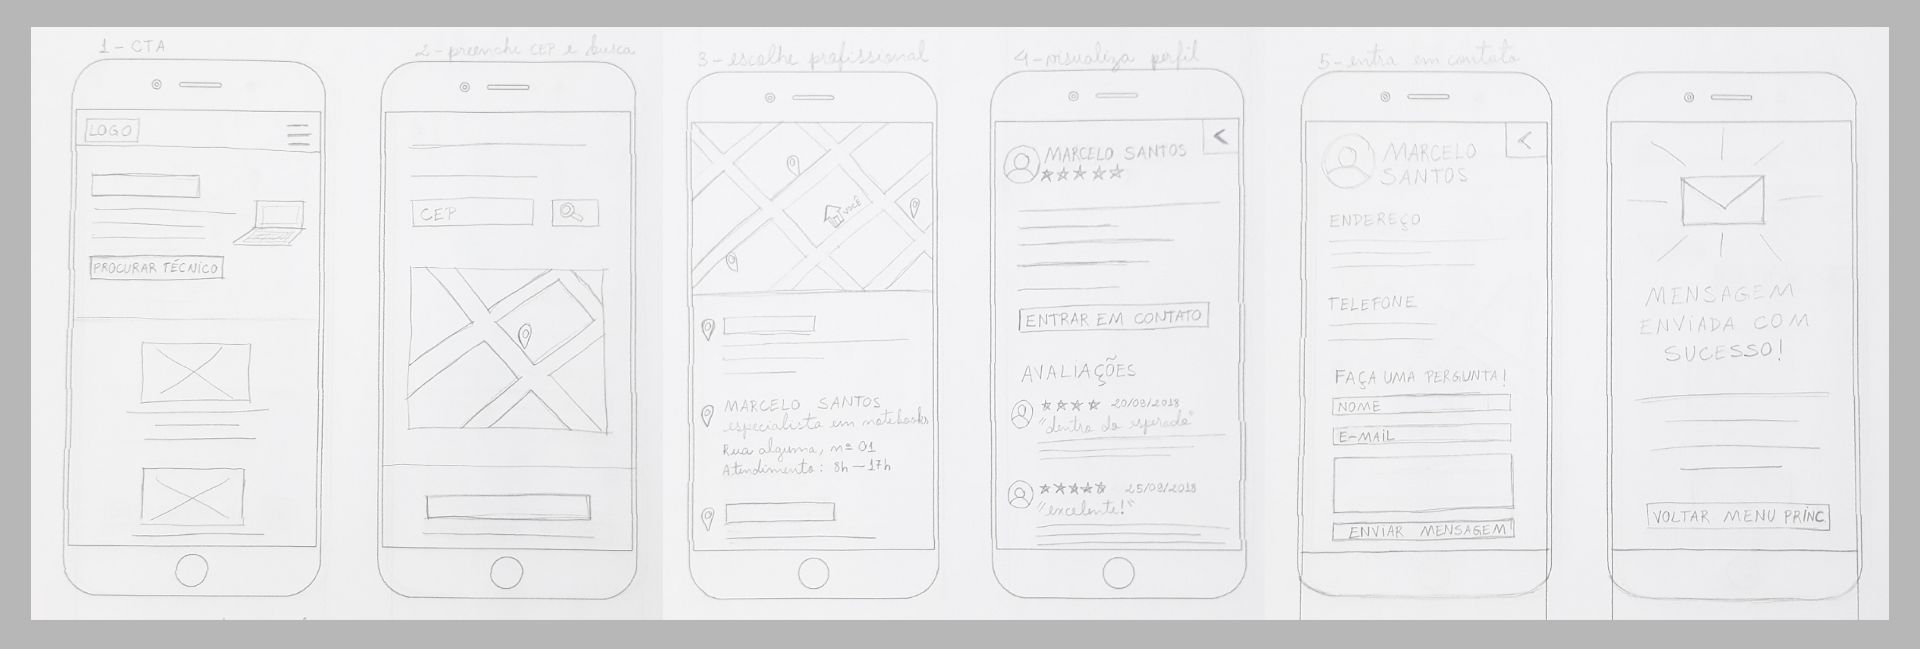 1- CTA
LOGO
PROCURAR TÉCNICO
2- preenche CEP e busca
CEP
3- escolhe profissional
VOCÊ
MARCELO SANTOS
especialista em notebooks
Rua alguma, nº 01
Atendimento: 8h — 17h
4- visualiza perfil
<
MARCELO SANTOS
ENTRAR EM CONTATO
AVALIAÇÕES
20/08/2018
"dentro do esperado"
25/08/2018
"excelente!"
5- entra em contato
<
MARCELO
SANTOS
ENDEREÇO
TELEFONE
FAÇA UMA PERGUNTA!
NOME
E-MAIL
ENVIAR MENSAGEM
MENSAGEM
ENVIADA COM
SUCESSO!
VOLTAR MENU PRINC.